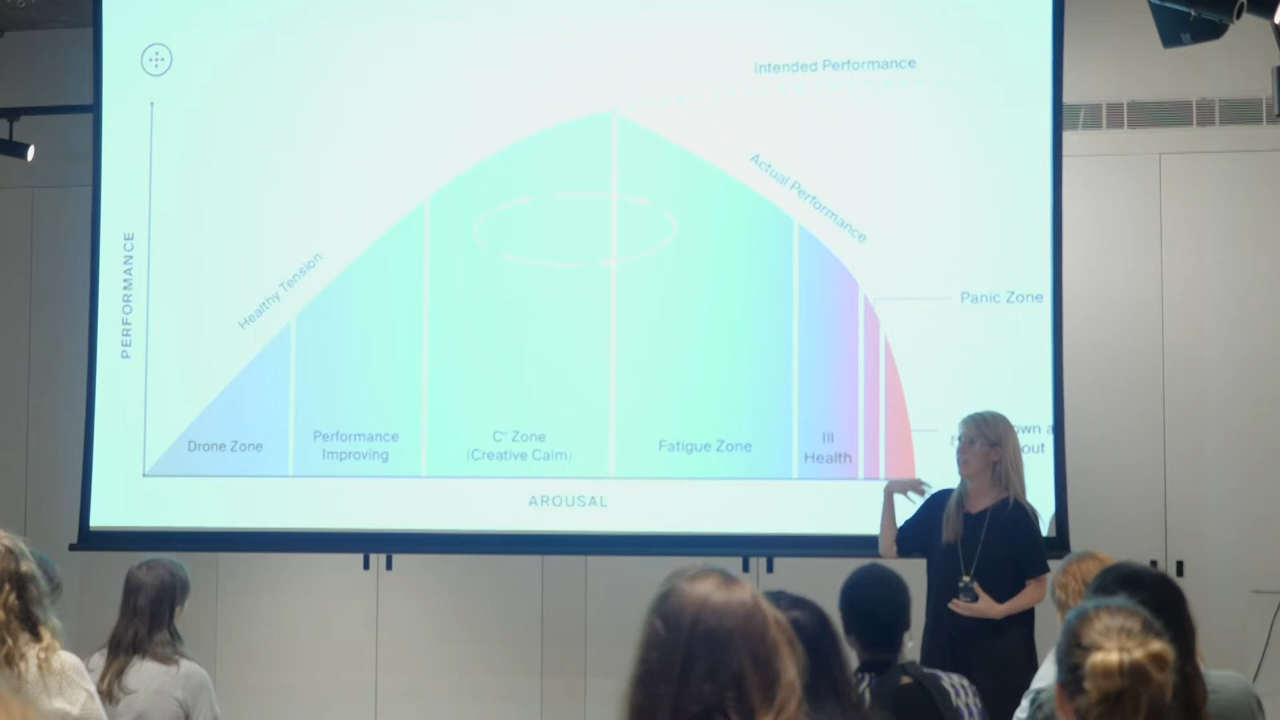 Intended Performance
Actual Performance
Healthy Tension
PERFORMANCE
Panic Zone
Drone Zone
Performance
Improving
C Zone
(Creative Calm)
Fatigue Zone
Ill
Health
AROUSAL